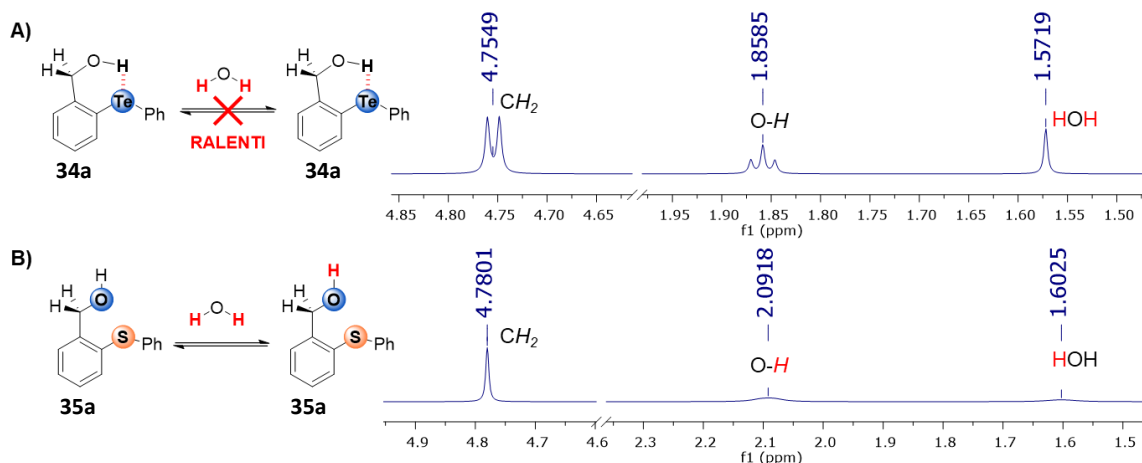 A)
H
H
O
H
Te
Ph
34a
H
O
H
RALENTI
H
H
O
H
Te
Ph
34a
4.7549
CH2
1.8585
O-H
1.5719
HOH
4.85 4.80 4.75 4.70 4.65 1.95 1.90 1.85 1.80 1.75 1.70 1.65 1.60 1.55 1.50
f1 (ppm)
B)
H
O
H
H
S
Ph
35a
H
O
H
H
O
H
H
S
Ph
35a
4.7801
CH2
2.0918
O-H
1.6025
HOH
4.9 4.8 4.7 4.6 2.3 2.2 2.1 2.0 1.9 1.8 1.7 1.6 1.5
f1 (ppm)